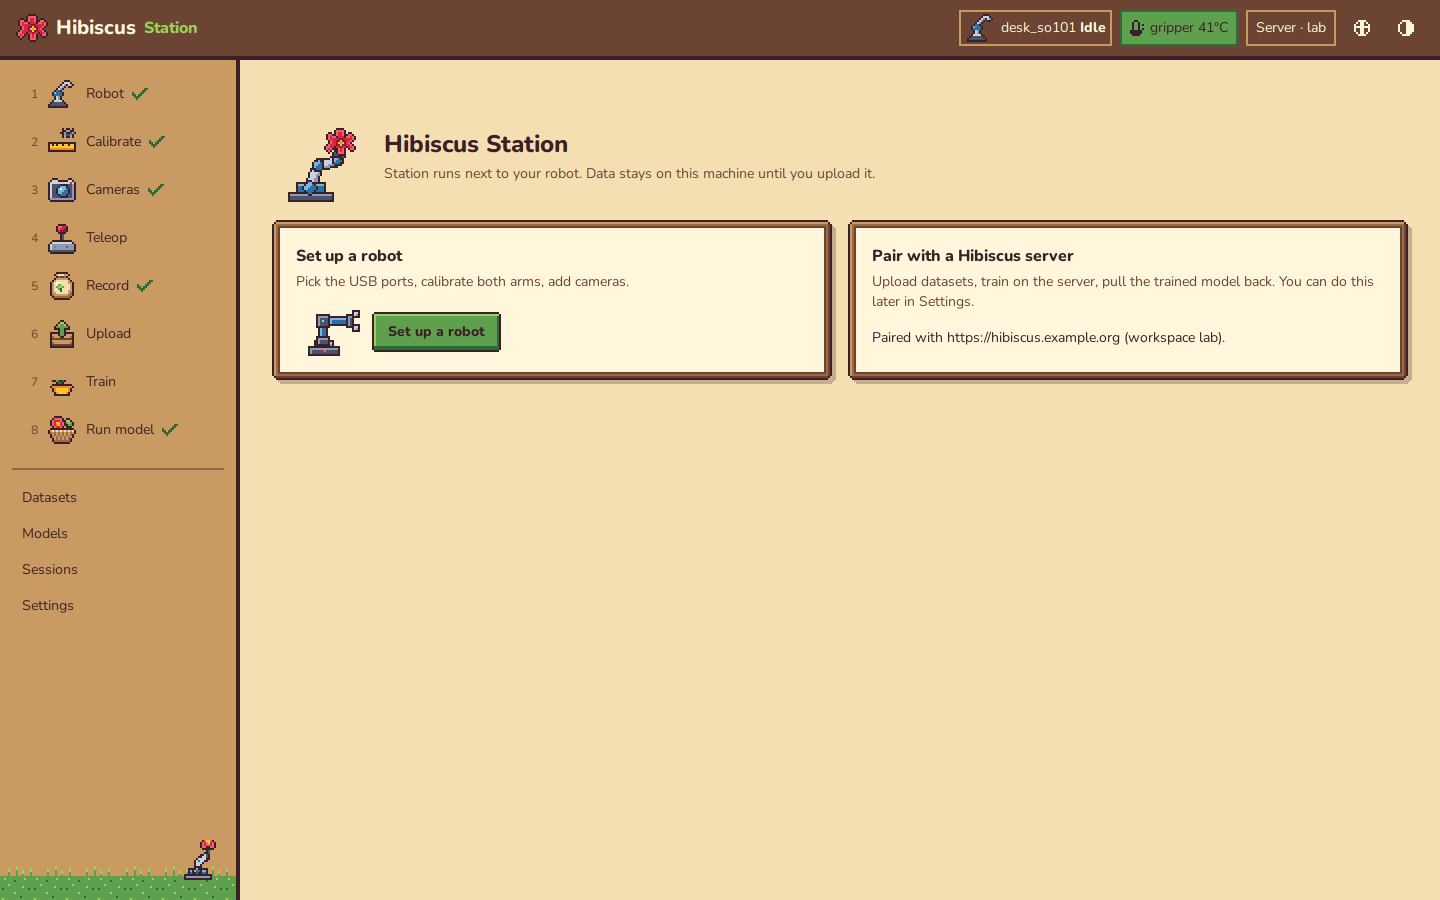 Hibiscus Station
desk_so101 Idle
gripper 41°C
Server · lab
1 Robot
2 Calibrate
3 Cameras
4 Teleop
5 Record
6 Upload
7 Train
8 Run model
Datasets
Models
Sessions
Settings
Hibiscus Station
Station runs next to your robot. Data stays on this machine until you upload it.
Set up a robot
Pick the USB ports, calibrate both arms, add cameras.
Set up a robot
Pair with a Hibiscus server
Upload datasets, train on the server, pull the trained model back. You can do this
later in Settings.
Paired with https://hibiscus.example.org (workspace lab).